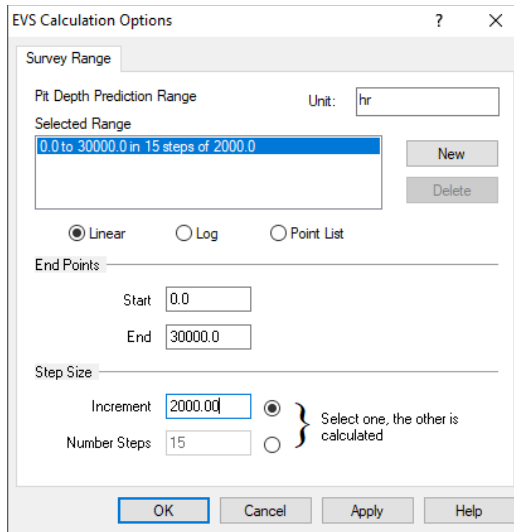 EVS Calculation Options ? ×
Survey Range
Pit Depth Prediction Range
Unit: hr
Selected Range
0.0 to 30000.0 in 15 steps of 2000.0
New
Delete
Linear Log Point List
End Points
Start 0.0
End 30000.0
Step Size
Increment 2000.00
Number Steps 15
Select one, the other is
calculated
OK Cancel Apply Help